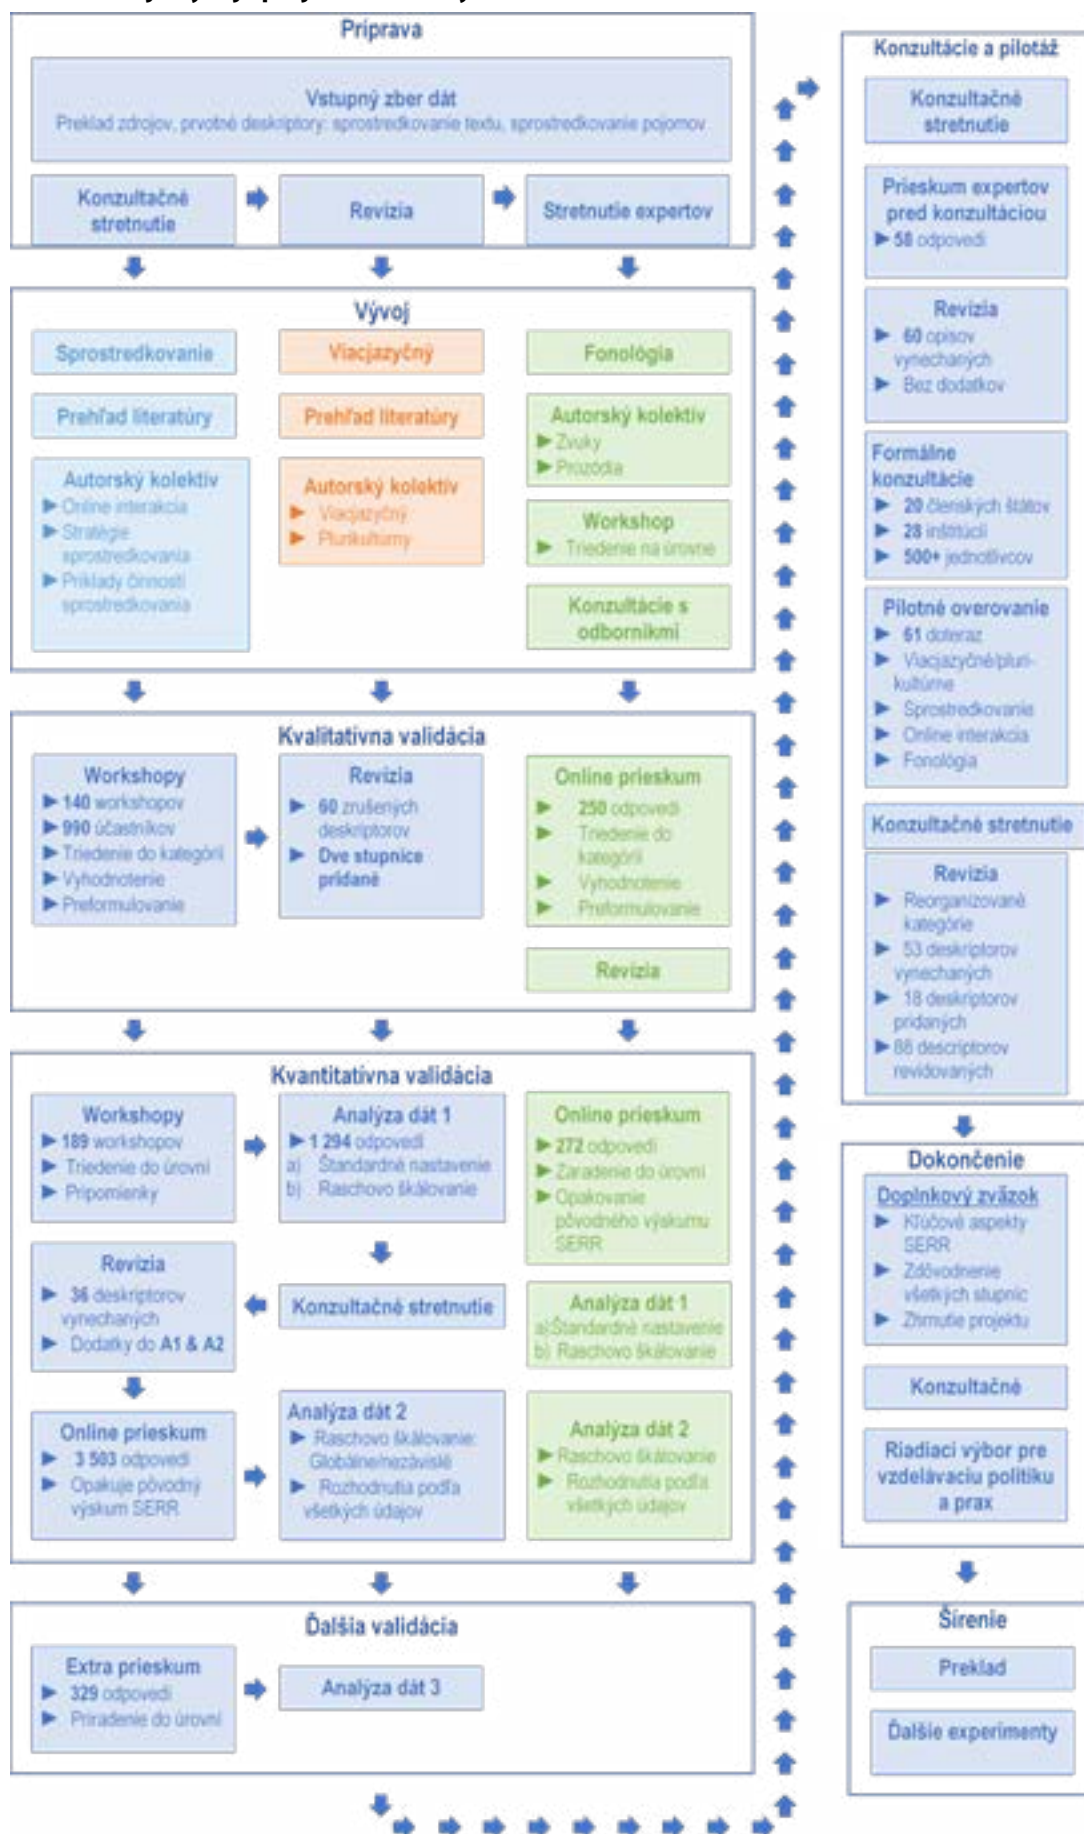 Príprava
Vstupný zber dát
Preklad zdrojov, prvotné deskriptory: sprostredkovanie textu, sprostredkovanie pojmov
Konzultačné
stretnutie
Revízia
Stretnutie expertov
Vývoj
Sprostredkovanie
Prehľad literatúry
Autorský kolektív
► Online interakcia
► Stratégie
sprostredkovania
► Príklady činností
sprostredkovania
Viacjazyčný
Prehľad literatúry
Autorský kolektív
► Viacjazyčný
► Plurikultúrny
Fonológia
Autorský kolektív
► Zvuky
► Prozódia
Workshop
► Triedenie na úrovne
Konzultácie s
odborníkmi
Kvalitatívna validácia
Workshopy
► 140 workshopov
► 990 účastníkov
► Triedenie do kategórií
► Vyhodnotenie
► Preformulovanie
Revízia
► 60 zrušených
deskriptorov
► Dve stupnice
pridané
Online prieskum
► 250 odpovedí
► Triedenie do
kategórií
► Vyhodnotenie
► Preformulovanie
Revízia
Kvantitatívna validácia
Workshopy
► 189 workshopov
► Triedenie do úrovní
► Pripomienky
Analýza dát 1
► 1 294 odpovedí
a) Štandardné nastavenie
b) Raschovo škálovanie
Online prieskum
► 272 odpovedí
► Zaradenie do úrovní
► Opakovanie
pôvodného výskumu
SERR
Revízia
► 36 deskriptorov
vynechaných
► Dodatky do A1 & A2
Konzultačné stretnutie
Analýza dát 1
a) Štandardné nastavenie
b) Raschovo škálovanie
Online prieskum
► 3 503 odpovedí
► Opakuje pôvodný
výskum SERR
Analýza dát 2
► Raschovo škálovanie:
Globálne/nezávislé
► Rozhodnutia podľa
všetkých údajov
Analýza dát 2
► Raschovo škálovanie
► Rozhodnutia podľa
všetkých údajov
Ďalšia validácia
Extra prieskum
► 329 odpovedí
► Priradenie do úrovní
Analýza dát 3
Konzultácie a pilotáž
Konzultačné
stretnutie
Prieskum expertov
pred konzultáciou
► 58 odpovedí
Revízia
► 60 opisov
vynechaných
► Bez dodatkov
Formálne
konzultácie
► 20 členských štátov
► 28 inštitúcií
► 500+ jednotlivcov
Pilotné overovanie
► 61 doteraz
► Viacjazyčné/pluri-
kultúrne
► Sprostredkovanie
► Online interakcia
► Fonológia
Konzultačné stretnutie
Revízia
► Reorganizované
kategórie
► 53 deskriptorov
vynechaných
► 18 deskriptorov
pridaných
► 88 descriptorov
revidovaných
Dokončenie
Doplnkový zväzok
► Kľúčové aspekty
SERR
► Zdôvodnenie
všetkých stupníc
► Zhrnutie projektu
Konzultačné
Riadiaci výbor pre
vzdelávaciu politiku
a prax
Šírenie
Preklad
Ďalšie experimenty